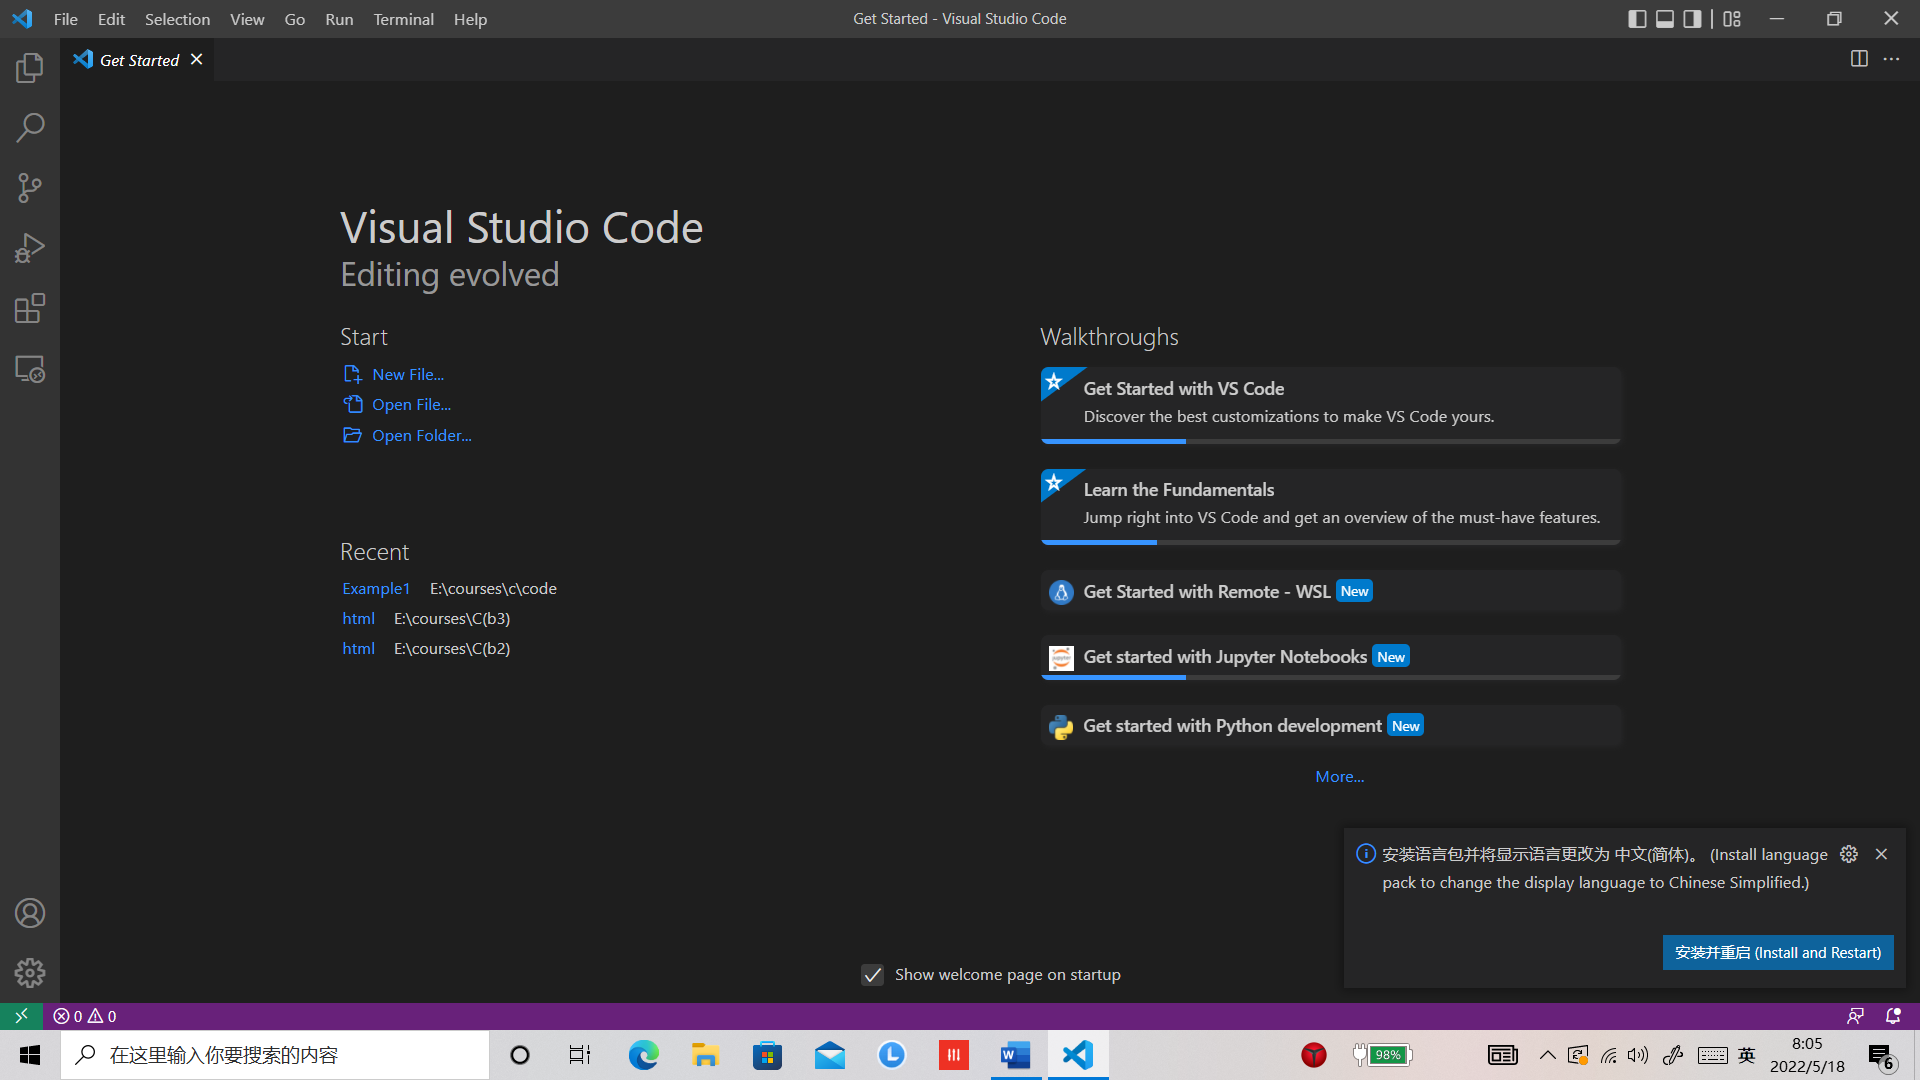 File Edit Selection View Go Run Terminal Help
Get Started - Visual Studio Code
Get Started
Visual Studio Code
Editing evolved
Start
New File...
Open File...
Open Folder...
Recent
Example1 E:\courses\c\code
html E:\courses\C(b3)
html E:\courses\C(b2)
Walkthroughs
Get Started with VS Code
Discover the best customizations to make VS Code yours.
Learn the Fundamentals
Jump right into VS Code and get an overview of the must-have features.
Get Started with Remote - WSL New
Get started with Jupyter Notebooks New
Get started with Python development New
More...
安装语言包并将显示语言更改为 中文(简体)。 (Install language
pack to change the display language to Chinese Simplified.)
安装并重启 (Install and Restart)
Show welcome page on startup
0 0
在这里输入你要搜索的内容
98%
英
8:05
2022/5/18
6